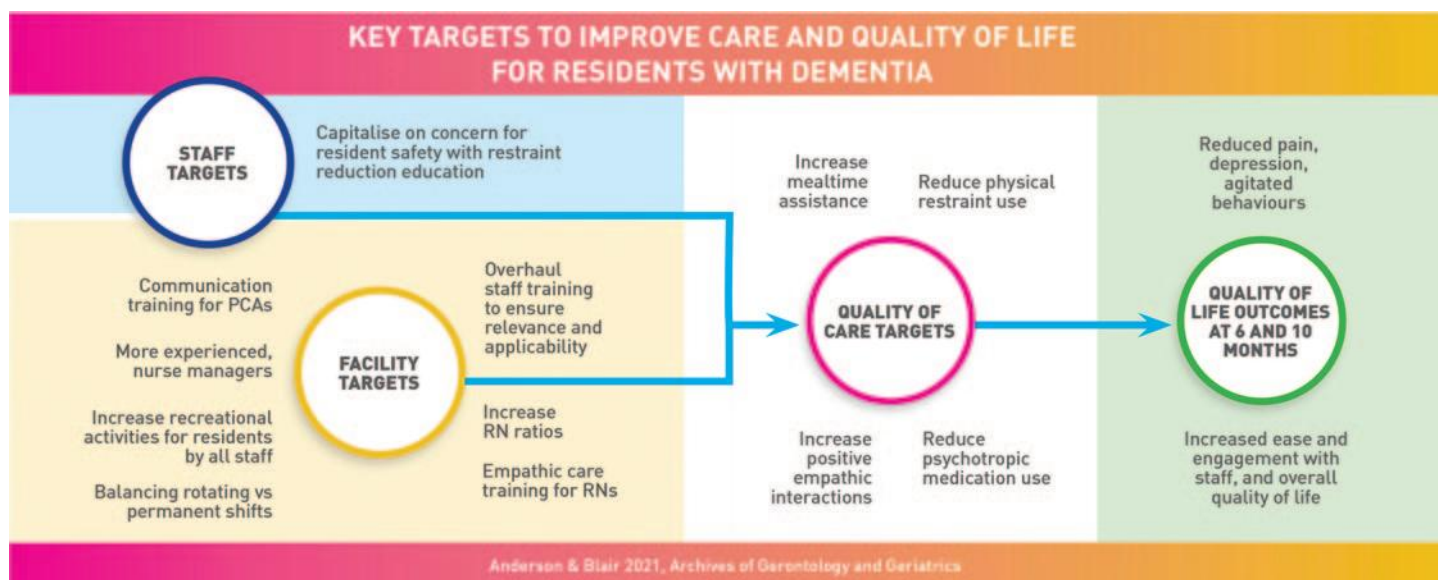 KEY TARGETS TO IMPROVE CARE AND QUALITY OF LIFE
FOR RESIDENTS WITH DEMENTIA
STAFF
TARGETS
Capitalise on concern for
resident safety with restraint
reduction education
Communication
training for PCAs
More experienced,
nurse managers
Increase recreational
activities for residents
by all staff
Balancing rotating vs
permanent shifts
FACILITY
TARGETS
Overhaul
staff training
to ensure
relevance and
applicability
Increase
RN ratios
Empathic care
training for RNs
Increase
mealtime
assistance
Reduce physical
restraint use
QUALITY OF
CARE TARGETS
Increase
positive
empathic
interactions
Reduce
psychotropic
medication use
Reduced pain,
depression,
agitated
behaviours
QUALITY OF
LIFE OUTCOMES
AT 6 AND 10
MONTHS
Increased ease and
engagement with
staff, and overall
quality of life
Anderson & Blair 2021, Archives of Gerontology and Geriatrics